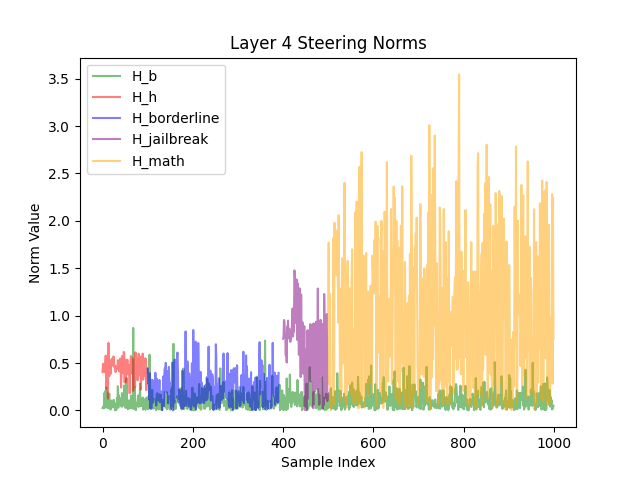 Layer 4 Steering Norms
H_b
H_h
H_borderline
H_jailbreak
H_math
Norm Value
3.5
3.0
2.5
2.0
1.5
1.0
0.5
0.0
0 200 400 600 800 1000
Sample Index